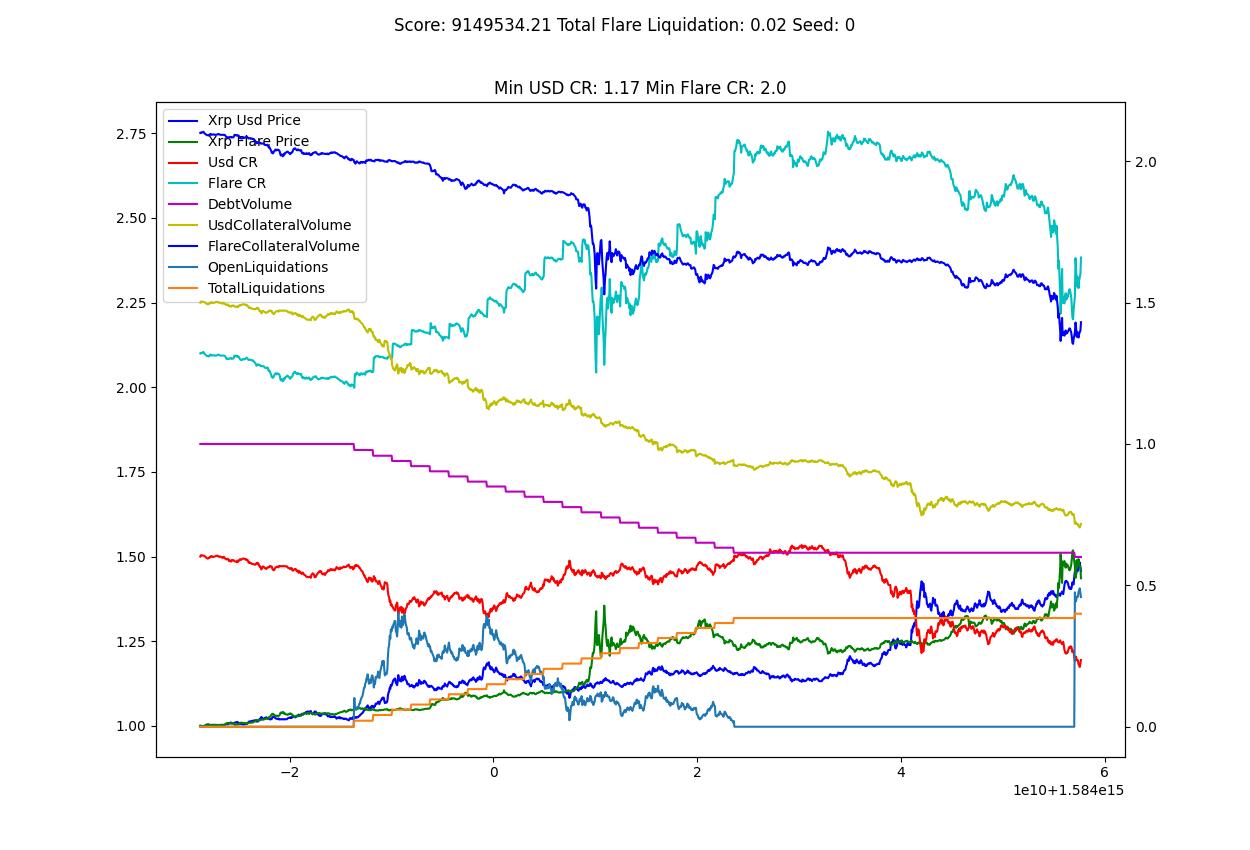 Score: 9149534.21 Total Flare Liquidation: 0.02 Seed: 0
Min USD CR: 1.17 Min Flare CR: 2.0
Xrp Usd Price
Xrp Flare Price
Usd CR
Flare CR
DebtVolume
UsdCollateralVolume
FlareCollateralVolume
OpenLiquidations
TotalLiquidations
2.75
2.50
2.25
2.00
1.75
1.50
1.25
1.00
2.0
1.5
1.0
0.5
0.0
−2
0
2
4
6
1e10+1.584e15